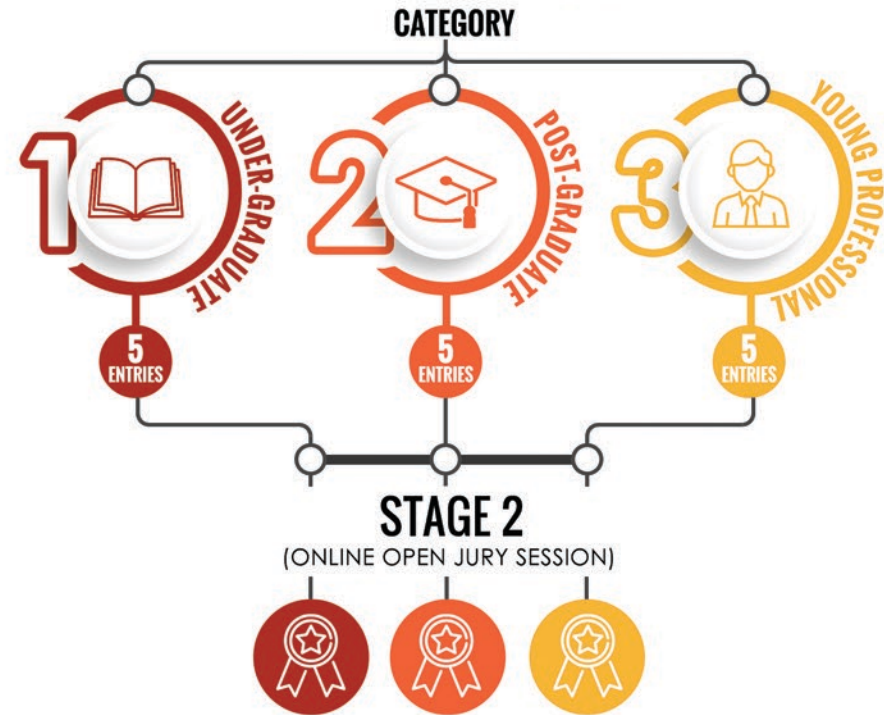 CATEGORY
1
UNDER-GRADUATE
2
POST-GRADUATE
3
YOUNG PROFESSIONAL
5
ENTRIES
5
ENTRIES
5
ENTRIES
STAGE 2
(ONLINE OPEN JURY SESSION)